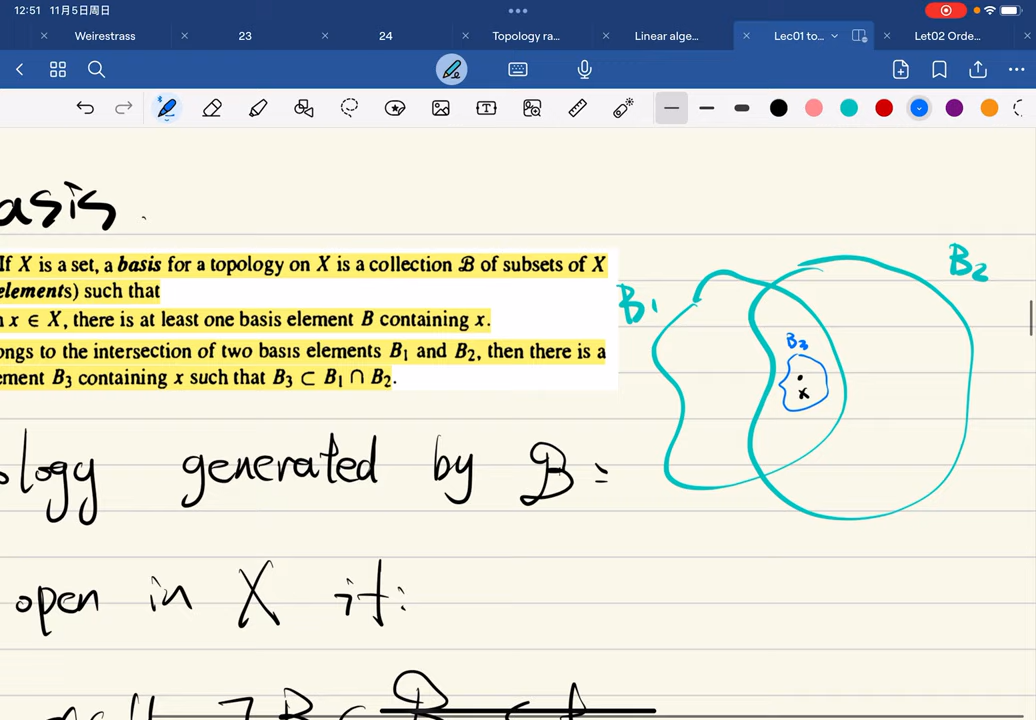 12:51 11月5日周日
Weirestrass 23 24 Topology ra... Linear alge... Lec01 to... Let02 Orde...
asis.
If X is a set, a basis for a topology on X is a collection ℬ of subsets of X
elements) such that
x ∈ X, there is at least one basis element B containing x.
ongs to the intersection of two basis elements B₁ and B₂, then there is a
ement B₃ containing x such that B₃ ⊂ B₁ ∩ B₂.
B₁
B₂
B₃
x
ology generated by ℬ:
open in X if: